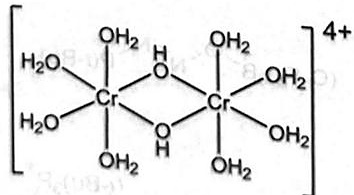 OH₂ H OH₂ 4+
H₂O O OH₂
Cr Cr
H₂O O OH₂
OH₂ H OH₂